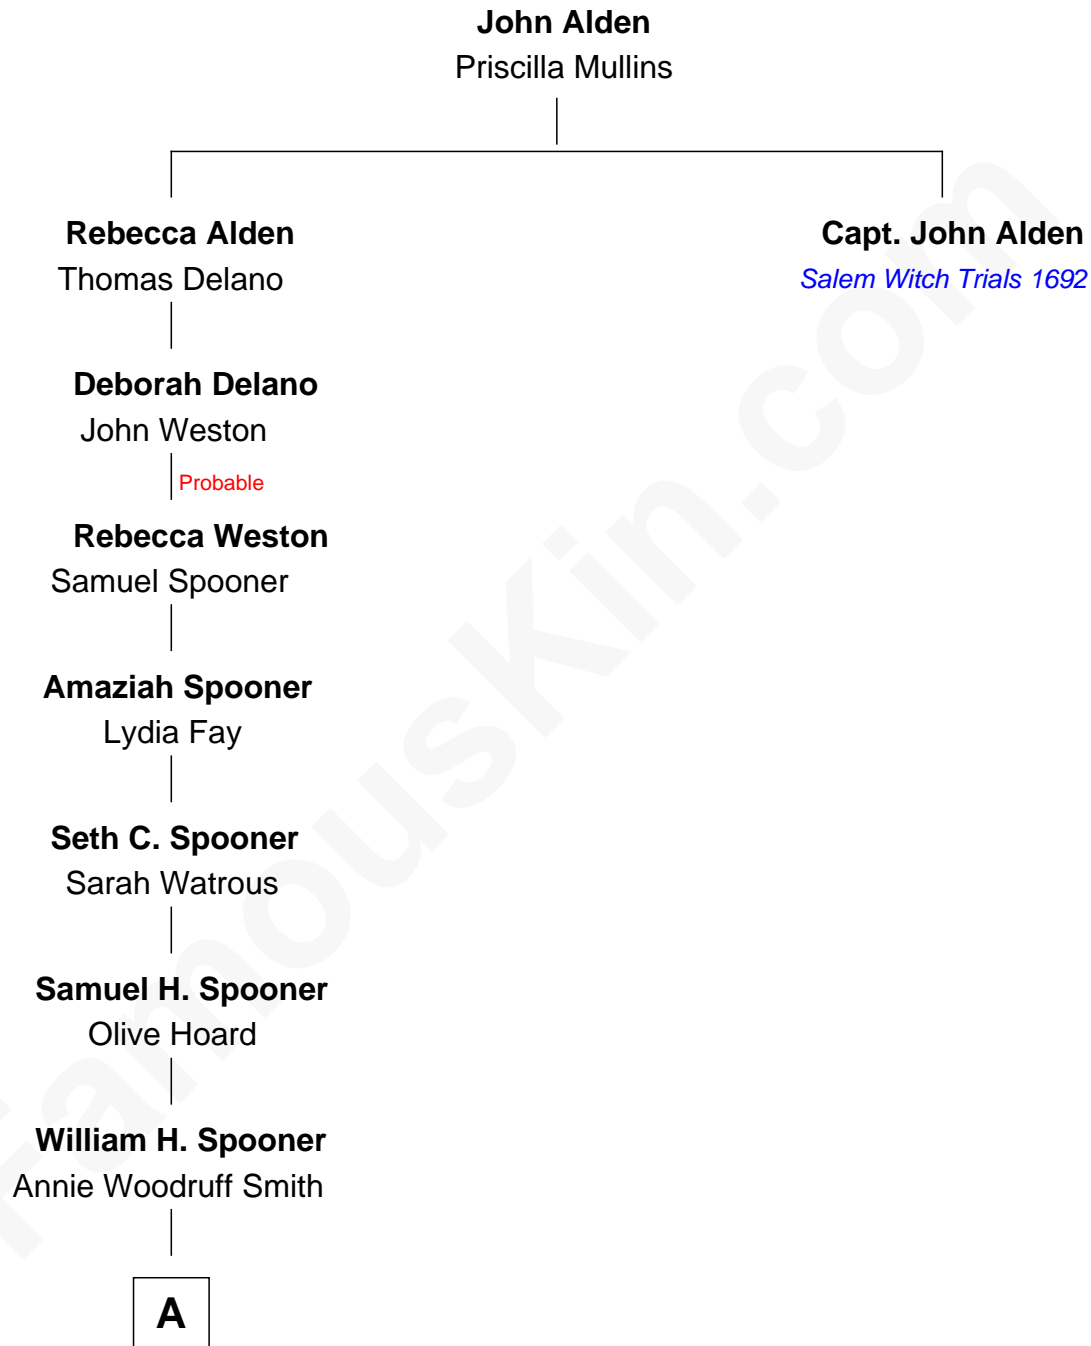 John Alden
Priscilla Mullins
Rebecca Alden
Thomas Delano
Capt. John Alden
Salem Witch Trials 1692
Deborah Delano
John Weston
Probable
Rebecca Weston
Samuel Spooner
Amaziah Spooner
Lydia Fay
Seth C. Spooner
Sarah Watrous
Samuel H. Spooner
Olive Hoard
William H. Spooner
Annie Woodruff Smith
A
FamousKin.com